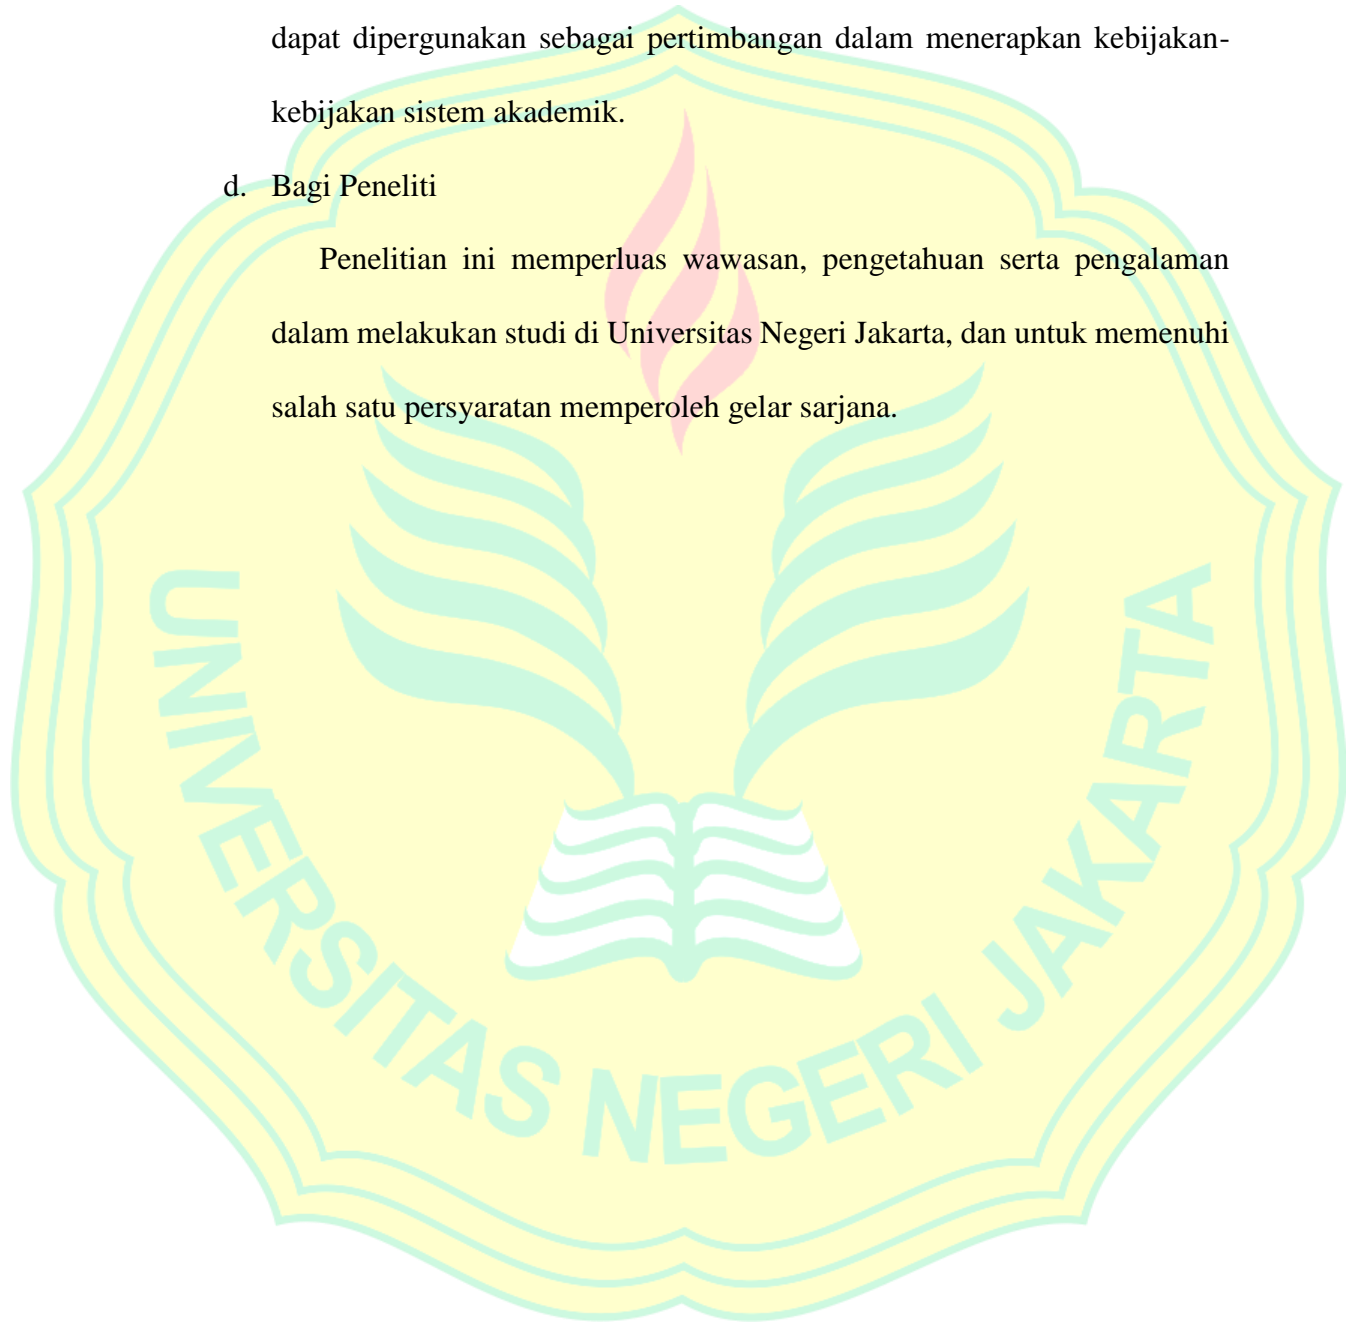 dapat dipergunakan sebagai pertimbangan dalam menerapkan kebijakan-
kebijakan sistem akademik.
d. Bagi Peneliti
Penelitian ini memperluas wawasan, pengetahuan serta pengalaman
dalam melakukan studi di Universitas Negeri Jakarta, dan untuk memenuhi
salah satu persyaratan memperoleh gelar sarjana.
UNIVERSITAS NEGERI JAKARTA